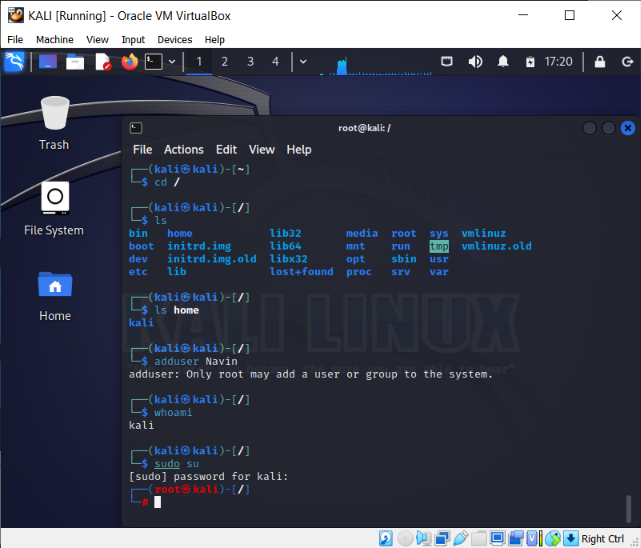 KALI [Running] - Oracle VM VirtualBox
File Machine View Input Devices Help
1 2 3 4 17:20
Trash
File System
Home
root@kali: /
File Actions Edit View Help
┌──(kali㉿kali)-[~]
└─$ cd /
┌──(kali㉿kali)-[/]
└─$ ls
bin home lib32 media root sys vmlinuz
boot initrd.img lib64 mnt run tmp vmlinuz.old
dev initrd.img.old libx32 opt sbin usr
etc lib lost+found proc srv var
┌──(kali㉿kali)-[/]
└─$ ls home
kali
┌──(kali㉿kali)-[/]
└─$ adduser Navin
adduser: Only root may add a user or group to the system.
┌──(kali㉿kali)-[/]
└─$ whoami
kali
┌──(kali㉿kali)-[/]
└─$ sudo su
[sudo] password for kali:
┌──(root㉿kali)-[/]
└─#
KALI LINUX
Right Ctrl